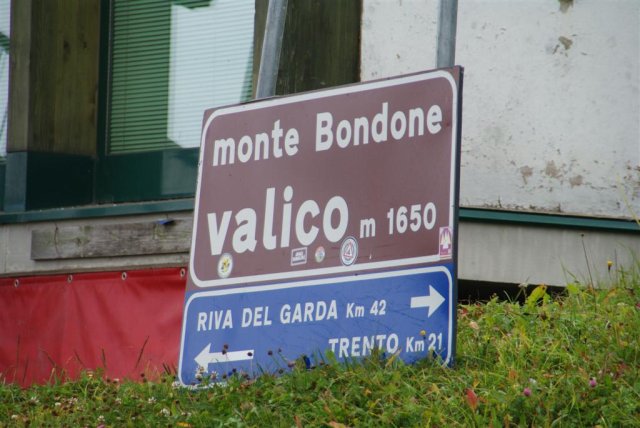 monte Bondone
valico m 1650
RIVA DEL GARDA Km 42
TRENTO Km 21